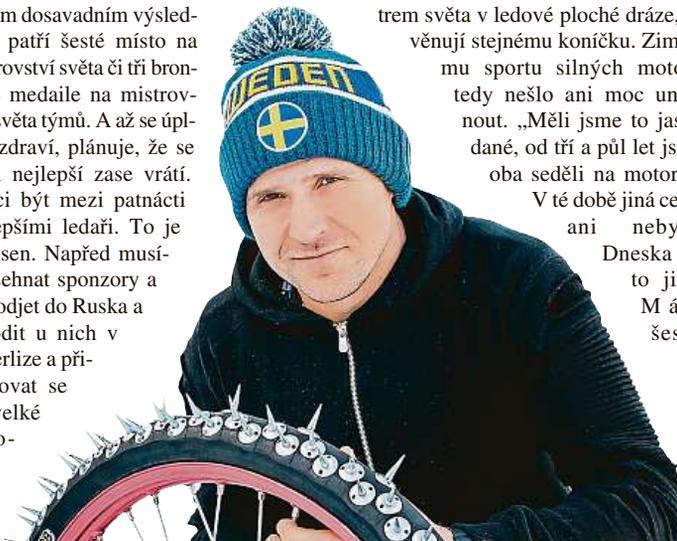 m dosavadním výsled-
patří šesté místo na
rovství světa či tři bron-
medaile na mistrov-
světa týmů. A až se úpl-
zdraví, plánuje, že se
nejlepší zase vrátí.
ci být mezi patnácti
epšími ledaři. To je
sen. Napřed musí-
sehnat sponzory a
odjet do Ruska a
odit u nich v
erlize a při-
ovat se
velké
o-
WEDEN
trem světa v ledové ploché dráze,
věnují stejnému koníčku. Zim
mu sportu silných moto
tedy nešlo ani moc un
nout. „Měli jsme to jas
dané, od tří a půl let js
oba seděli na motor
V té době jiná ce
ani neby
Dneska
to ji
M á
šes